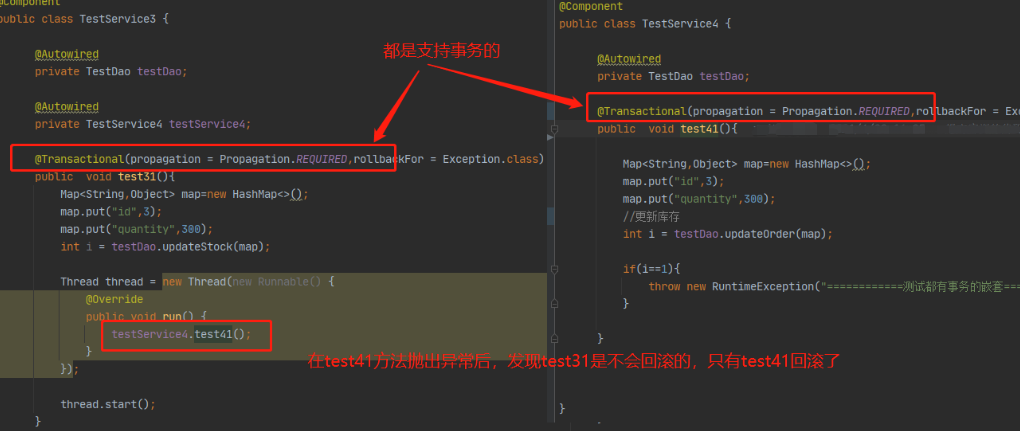 @Component
public class TestService3 {
@Autowired
private TestDao testDao;
@Autowired
private TestService4 testService4;
@Transactional(propagation = Propagation.REQUIRED,rollbackFor = Exception.class)
public  void test31(){
Map<String,Object> map=new HashMap<>();
map.put("id",3);
map.put("quantity",300);
int i = testDao.updateStock(map);
Thread thread = new Thread(new Runnable() {
@Override
public void run() {
testService4.test41();
}
});
thread.start();
}
都是支持事务的
@Component
public class TestService4 {
@Autowired
private TestDao testDao;
@Transactional(propagation = Propagation.REQUIRED,rollbackFor = Exc
public  void test41(){
Map<String,Object> map=new HashMap<>();
map.put("id",3);
map.put("quantity",300);
//更新库存
int i = testDao.updateOrder(map);
if(i==1){
throw new RuntimeException("============测试都有事务的嵌套===
}
}
}
在test41方法抛出异常后，发现test31是不会回滚的，只有test41回滚了